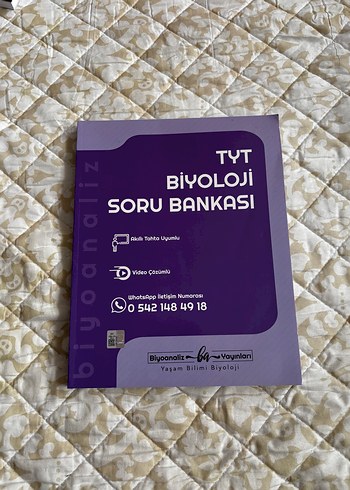 biyoanaliz
TYT
BİYOLOJİ
SORU BANKASI
Akıllı Tahta Uyumlu
Video Çözümlü
WhatsApp İletişim Numarası
0 542 148 49 18
Biyoanaliz ba Yayınları
Yaşam Bilimi Biyoloji